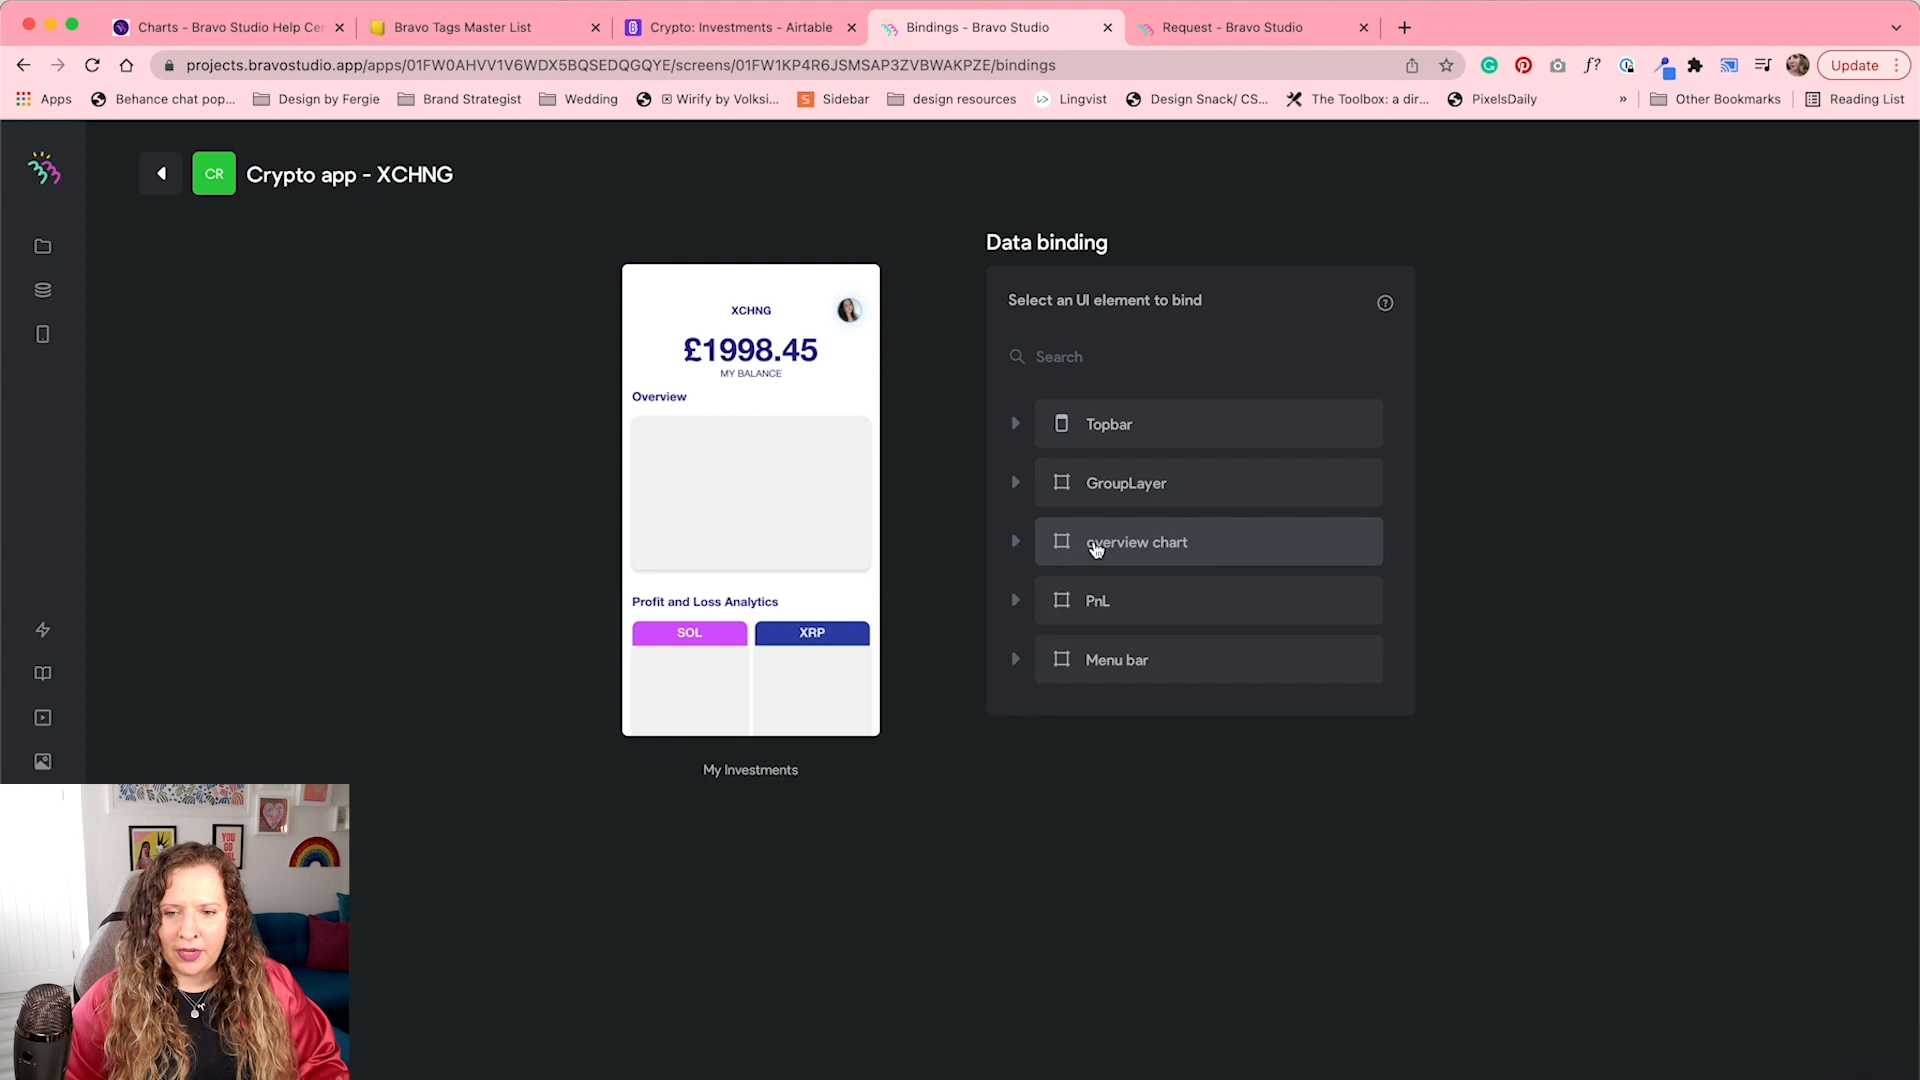 Charts - Bravo Studio Help Cer
Bravo Tags Master List
Crypto: Investments - Airtable
Bindings - Bravo Studio
Request - Bravo Studio
projects.bravostudio.app/apps/01FW0AHVV1V6WDX5BQSEDQGQYE/screens/01FW1KP4R6JSMSAP3ZVBWAKPZE/bindings
f?
Update
Apps
Behance chat pop...
Design by Fergie
Brand Strategist
Wedding
Wirify by Volksi...
Sidebar
design resources
Lingvist
Design Snack/ CS...
The Toolbox: a dir...
PixelsDaily
»
Other Bookmarks
Reading List
CR
Crypto app - XCHNG
Data binding
Select an UI element to bind
Search
Topbar
GroupLayer
overview chart
PnL
Menu bar
XCHNG
£1998.45
MY BALANCE
Overview
Profit and Loss Analytics
SOL
XRP
My Investments
YOU
GO